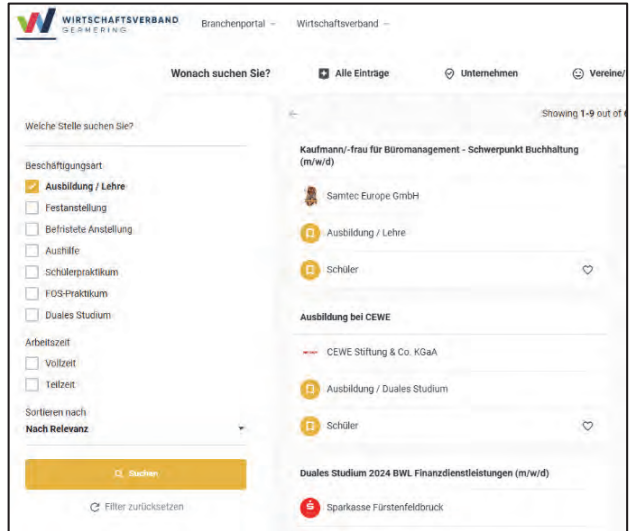 WIRTSCHAFTSVERBAND
GERMERING
Branchenportal
Wirtschaftsverband
Wonach suchen Sie?
Alle Einträge
Unternehmen
Vereine/
Welche Stelle suchen Sie?
Beschäftigungsart
Ausbildung / Lehre
Festanstellung
Befristete Anstellung
Aushilfe
Schülerpraktikum
FOS-Praktikum
Duales Studium
Arbeitszeit
Vollzeit
Teilzeit
Sortieren nach
Nach Relevanz
Suchen
Filter zurücksetzen
Showing 1-9 out of
Kaufmann/-frau für Büromanagement - Schwerpunkt Buchhaltung
(m/w/d)
Samtec Europe GmbH
Ausbildung / Lehre
Schüler
Ausbildung bei CEWE
CEWE Stiftung & Co. KGaA
Ausbildung / Duales Studium
Schüler
Duales Studium 2024 BWL Finanzdienstleistungen (m/w/d)
Sparkasse Fürstenfeldbruck